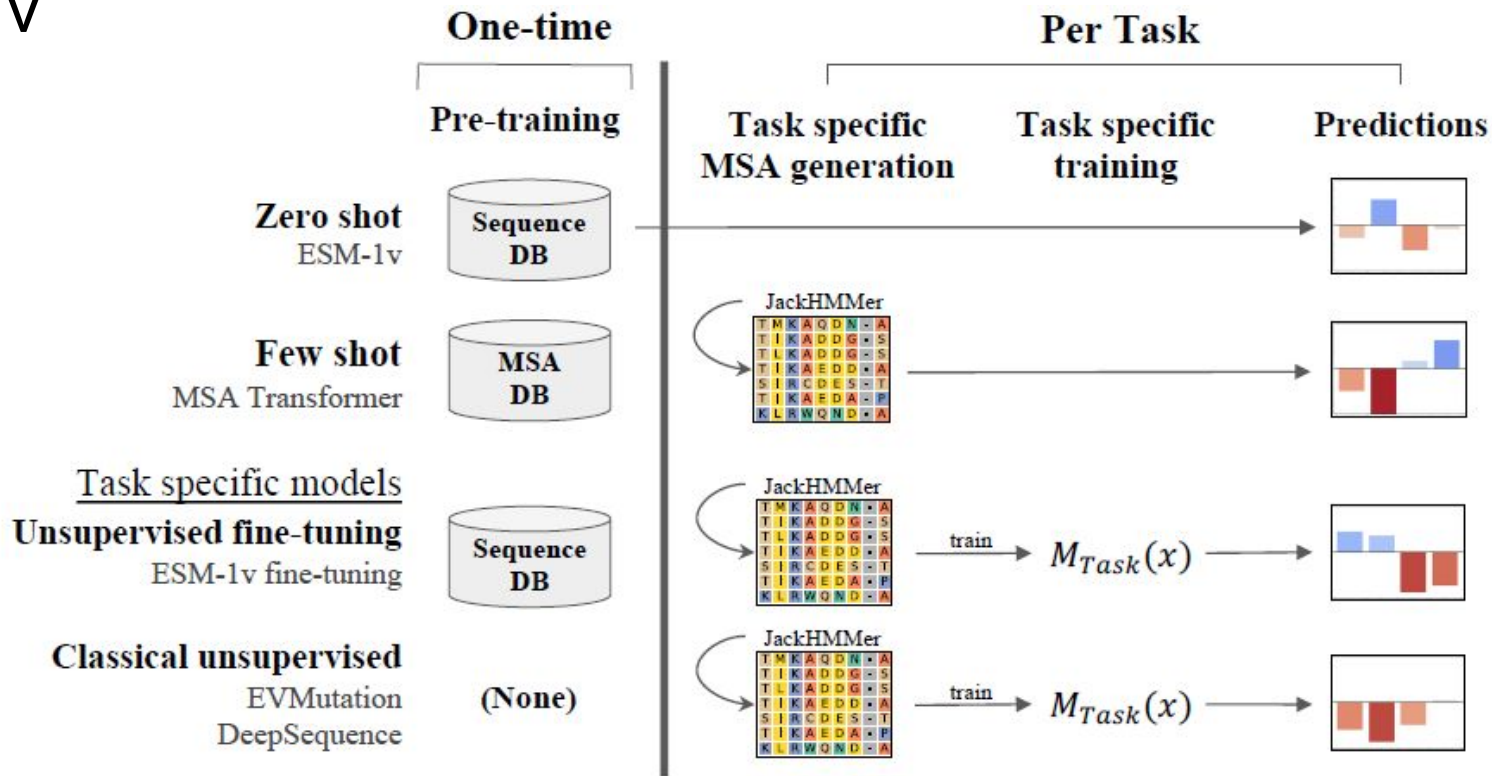 V
One-time
Per Task
Pre-training
Task specific
MSA generation
Task specific
training
Predictions
Zero shot
ESM-1v
Sequence
DB
JackHMMer
T M K A Q D N - A
T I K A D D G - S
T L K A D D G - S
T I K A E D D - A
S I R C D E S - T
T I K A E D A - P
K L R W Q N D - A
Few shot
MSA Transformer
MSA
DB
Task specific models
Unsupervised fine-tuning
ESM-1v fine-tuning
Sequence
DB
JackHMMer
T M K A Q D N - A
T I K A D D G - S
T L K A D D G - S
T I K A E D D - A
S I R C D E S - T
T I K A E D A - P
K L R W Q N D - A
train
M_Task(x)
Classical unsupervised
EVMutation
DeepSequence
(None)
JackHMMer
T M K A Q D N - A
T I K A D D G - S
T L K A D D G - S
T I K A E D D - A
S I R C D E S - T
T I K A E D A - P
K L R W Q N D - A
train
M_Task(x)